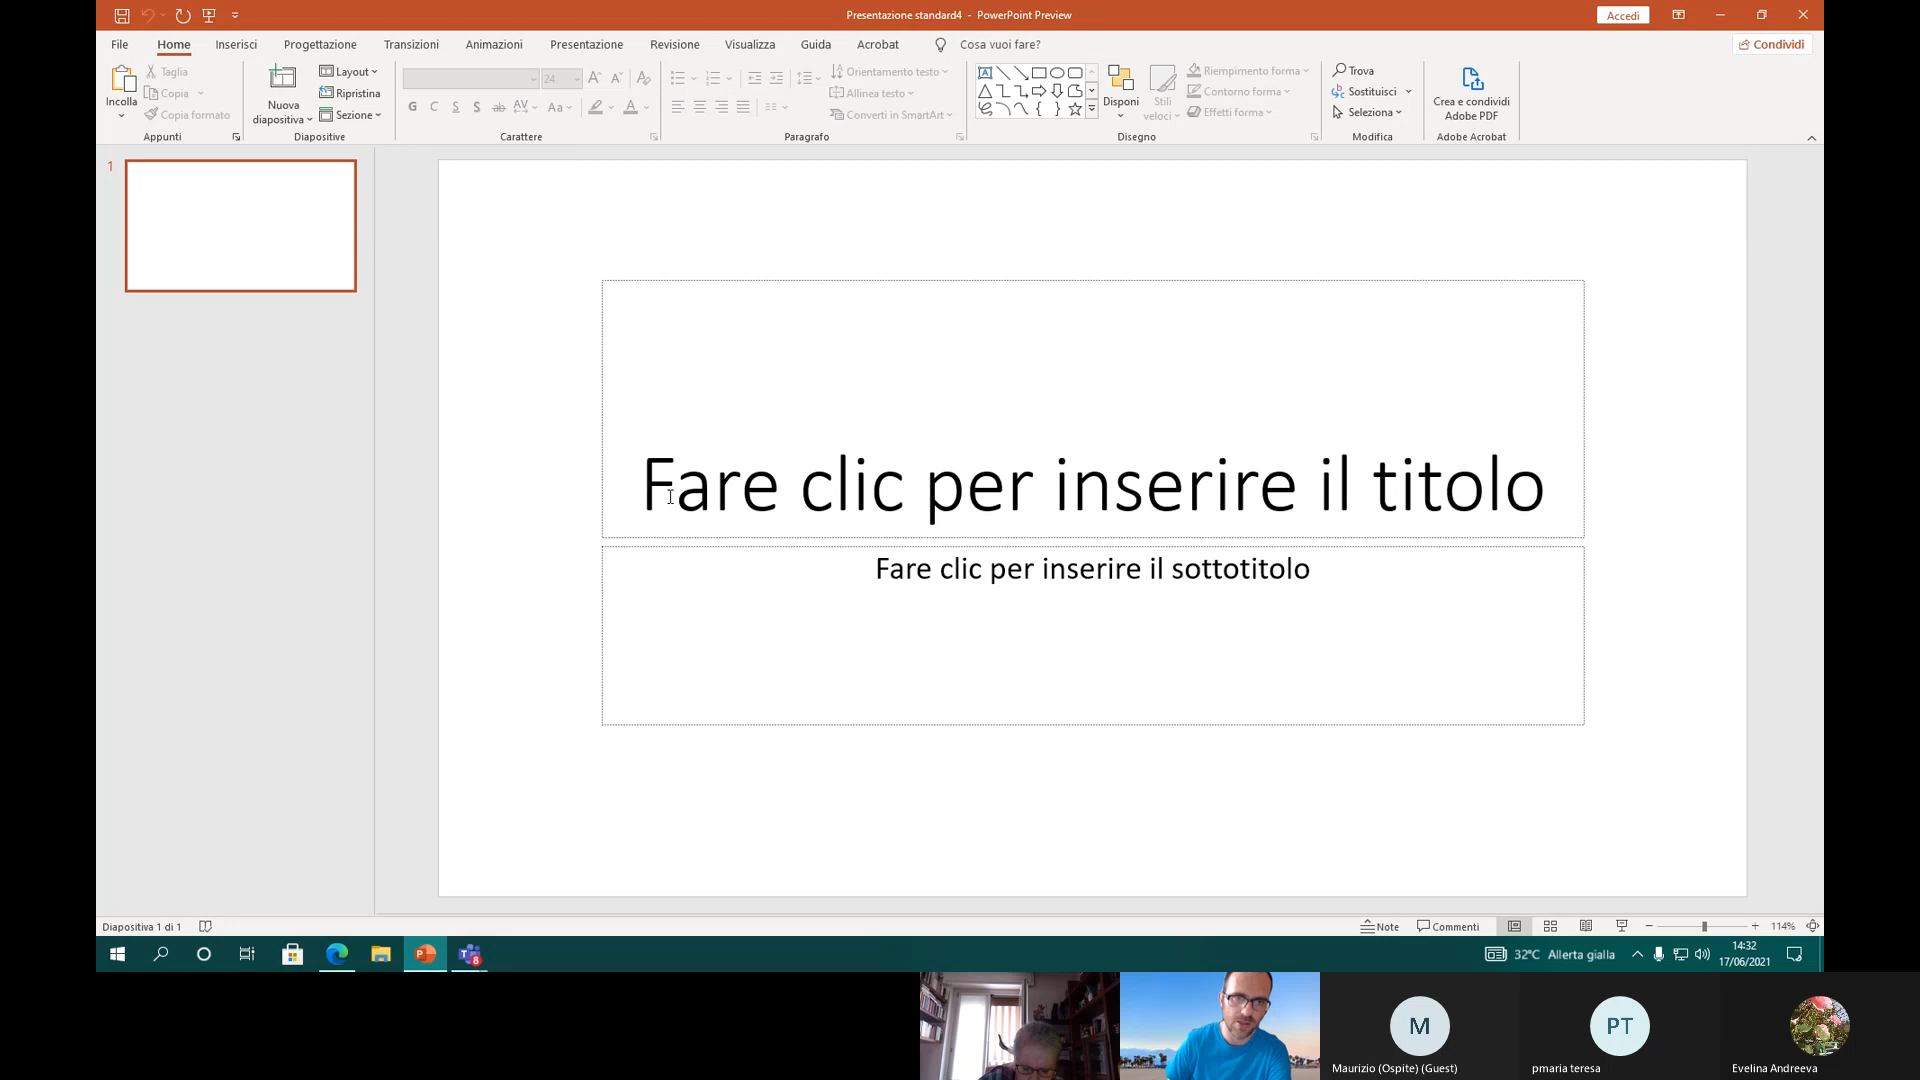 Presentazione standard4 - PowerPoint Preview
Accedi
File Home Inserisci Progettazione Transizioni Animazioni Presentazione Revisione Visualizza Guida Acrobat Cosa vuoi fare? Condividi
Incolla
Taglia
Copia
Copia formato
Appunti
Nuova
diapositiva
Layout
Ripristina
Sezione
Diapositive
24
G C S S ab AV Aa A
Carattere
Orientamento testo
Allinea testo
Converti in SmartArt
Paragrafo
Disponi
Stili
veloci
Riempimento forma
Contorno forma
Effetti forma
Disegno
Trova
Sostituisci
Seleziona
Modifica
Crea e condividi
Adobe PDF
Adobe Acrobat
1
Fare clic per inserire il titolo
Fare clic per inserire il sottotitolo
Diapositiva 1 di 1
Note Commenti 114%
32°C Allerta gialla
14:32
17/06/2021
M
PT
Maurizio (Ospite) (Guest)
pmaria teresa
Evelina Andreeva